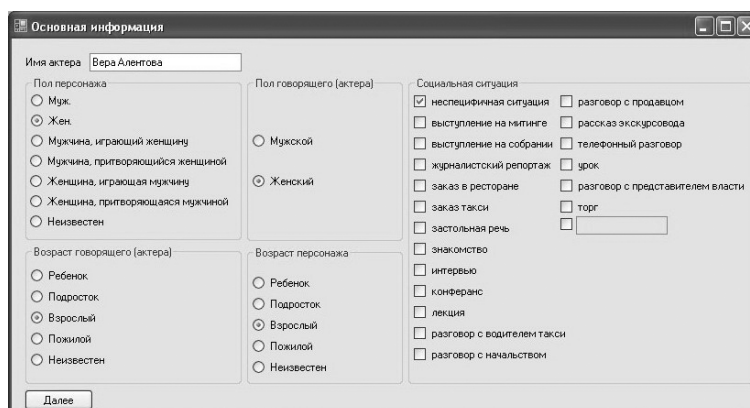 Основная информация
Имя актера Вера Алентова
Пол персонажа
Муж.
Жен.
Мужчина, играющий женщину
Мужчина, притворяющийся женщиной
Женщина, играющая мужчину
Женщина, притворяющаяся мужчиной
Неизвестен
Пол говорящего (актера)
Мужской
Женский
Возраст говорящего (актера)
Ребенок
Подросток
Взрослый
Пожилой
Неизвестен
Возраст персонажа
Ребенок
Подросток
Взрослый
Пожилой
Неизвестен
Социальная ситуация
неспецифичная ситуация
выступление на митинге
выступление на собрании
журналистский репортаж
заказ в ресторане
заказ такси
застольная речь
знакомство
интервью
конферанс
лекция
разговор с водителем такси
разговор с начальством
разговор с продавцом
рассказ экскурсовода
телефонный разговор
урок
разговор с представителем власти
торг
Далее